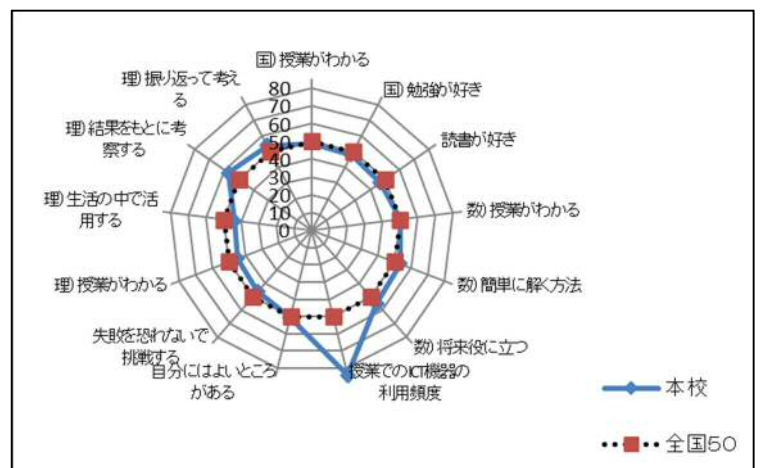 国)授業がわかる
国)勉強が好き
読書が好き
数)授業がわかる
数)簡単に解く方法
数)将来役に立つ
授業でのICT機器の
利用頻度
自分にはよいところ
がある
失敗を恐れないで
挑戦する
理)授業がわかる
理)生活の中で活
用する
理)結果をもとに考
察する
理)振り返って考え
る
80
70
60
50
40
30
20
10
0
本校
全国50